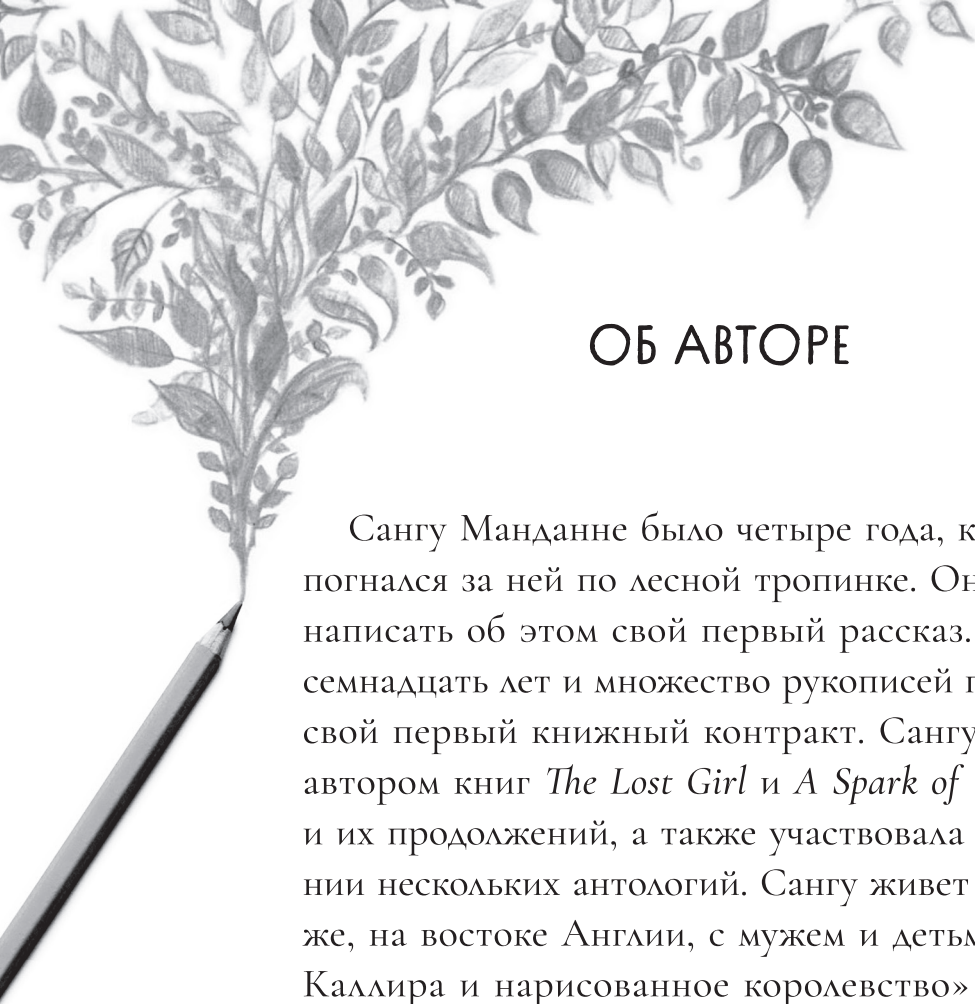 ОБ АВТОРЕ
Сангу Манданне было четыре года,
погнался за ней по лесной тропинке.
написать об этом свой первый рассказ.
семнадцать лет и множество рукописей
свой первый книжный контракт. Сангу
автором книг The Lost Girl и A Spark of
и их продолжений, а также участвовала
нии нескольких антологий. Сангу живет
же, на востоке Англии, с мужем и
Каллира и нарисованное королевство»